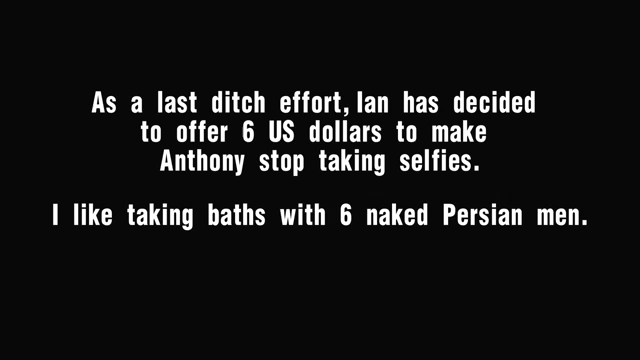 As a last ditch effort, Ian has decided
to offer 6 US dollars to make
Anthony stop taking selfies.
I like taking baths with 6 naked Persian men.